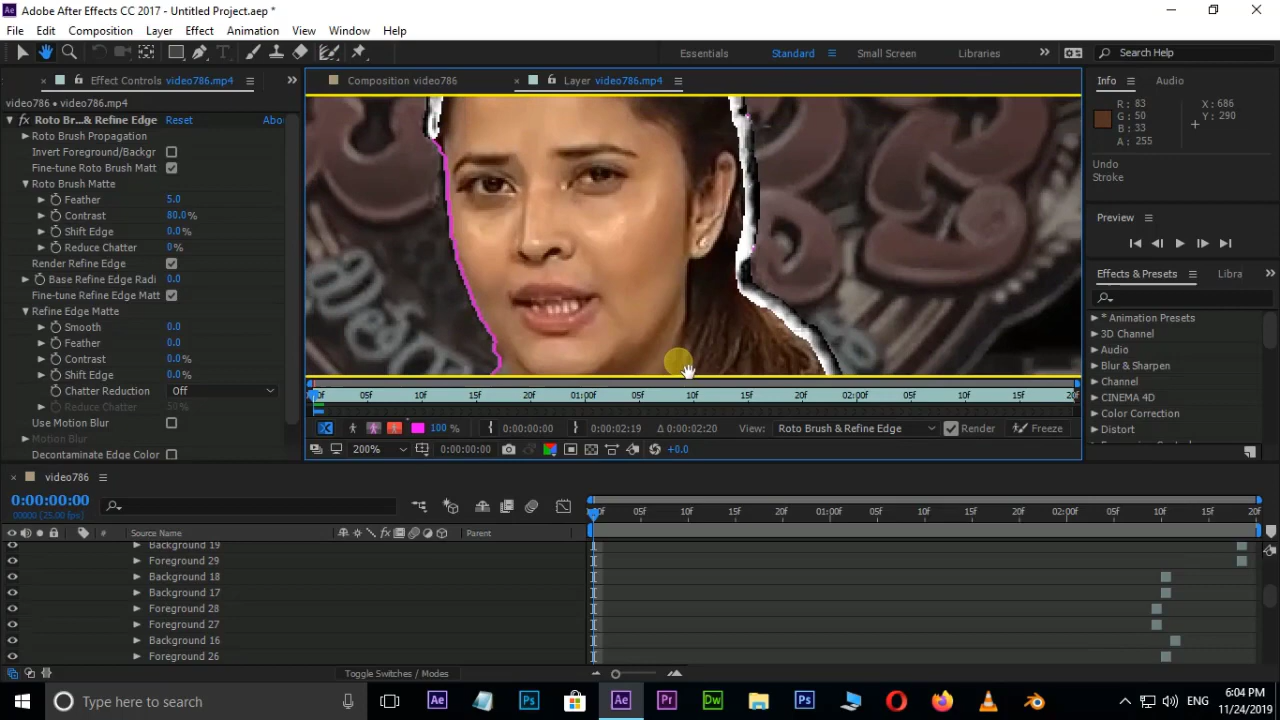 Adobe After Effects CC 2017 - Untitled Project.aep *
File Edit Composition Layer Effect Animation View Window Help
Essentials Standard Small Screen Libraries Search Help
Effect Controls video786.mp4
Composition video786
Layer video786.mp4
Info Audio
video786 • video786.mp4
Roto Br...& Refine Edge Reset Abo
Roto Brush Propagation
Invert Foreground/Backgr
Fine-tune Roto Brush Matt
Roto Brush Matte
Feather 5.0
Contrast 80.0%
Shift Edge 0.0%
Reduce Chatter 0%
Render Refine Edge
Base Refine Edge Radi 0.0
Fine-tune Refine Edge Matt
Refine Edge Matte
Smooth 0.0
Feather 0.0
Contrast 0.0%
Shift Edge 0.0%
Chatter Reduction Off
Reduce Chatter 50%
Use Motion Blur
Motion Blur
Decontaminate Edge Color
R: 83
G: 50
B: 33
A: 255
X: 686
Y: 290
Undo
Stroke
Preview
Effects & Presets Libra
* Animation Presets
3D Channel
Audio
Blur & Sharpen
Channel
CINEMA 4D
Color Correction
Distort
05f 10f 15f 20f 01:00f 05f 10f 15f 20f 02:00f 05f 10f 15f 20f
100 % 0:00:00:00 0:00:02:19 Δ 0:00:02:20 View: Roto Brush & Refine Edge Render Freeze
200% 0:00:00:00 +0.0
video786
0:00:00:00
00000 (25.00 fps)
# Source Name Parent
:00f 05f 10f 15f 20f 01:00f 05f 10f 15f 20f 02:00f 05f 10f 15f 20f
Background 19
Foreground 29
Background 18
Background 17
Foreground 28
Foreground 27
Background 16
Foreground 26
Toggle Switches / Modes
Type here to search
Ae Ps Ae Pr Dw Ps
ENG
6:04 PM
11/24/2019